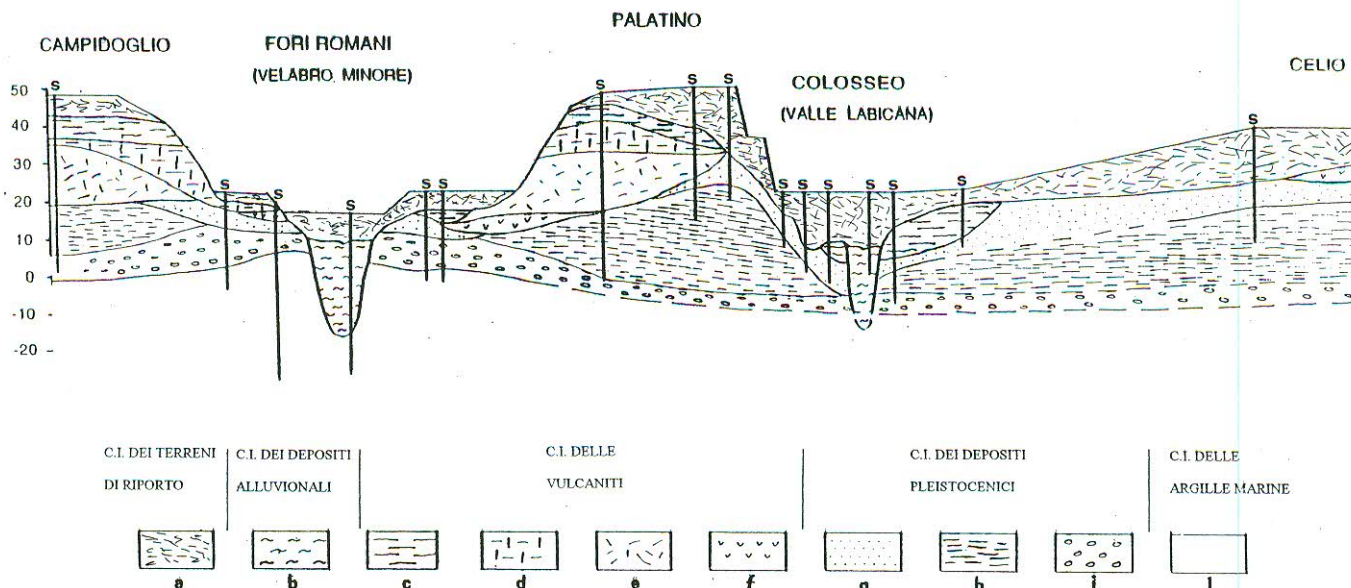 PALATINO
CAMPIDOGLIO
FORI ROMANI
(VELABRO MINORE)
COLOSSEO
(VALLE LABICANA)
CELIO
S S S S S S S S S S S S S S S S S
50
40
30
20
10
0
-10
-20
C.I. DEI TERRENI
DI RIPORTO
C.I. DEI DEPOSITI
ALLUVIONALI
C.I. DELLE
VULCANITI
C.I. DEI DEPOSITI
PLEISTOCENICI
C.I. DELLE
ARGILLE MARINE
a b c d e f g h i l